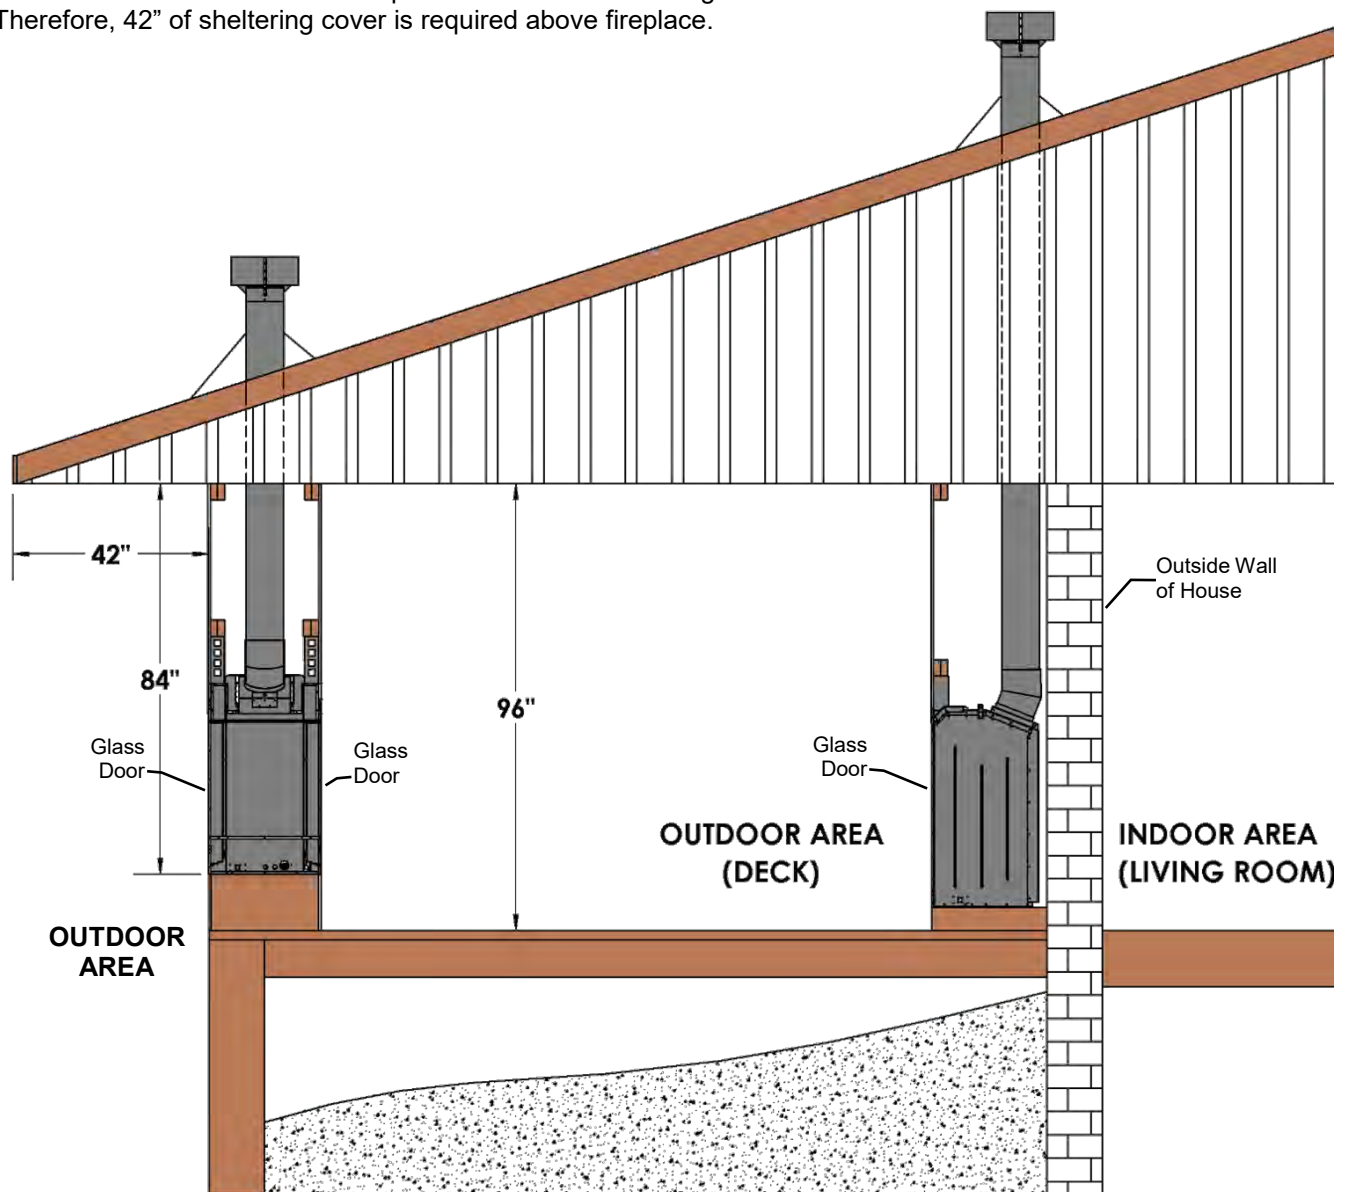 Therefore, 42” of sheltering cover is required above fireplace.
42"
84"
96"
Outside Wall
of House
Glass
Door
Glass
Door
Glass
Door
OUTDOOR AREA
(DECK)
INDOOR AREA
(LIVING ROOM)
OUTDOOR
AREA